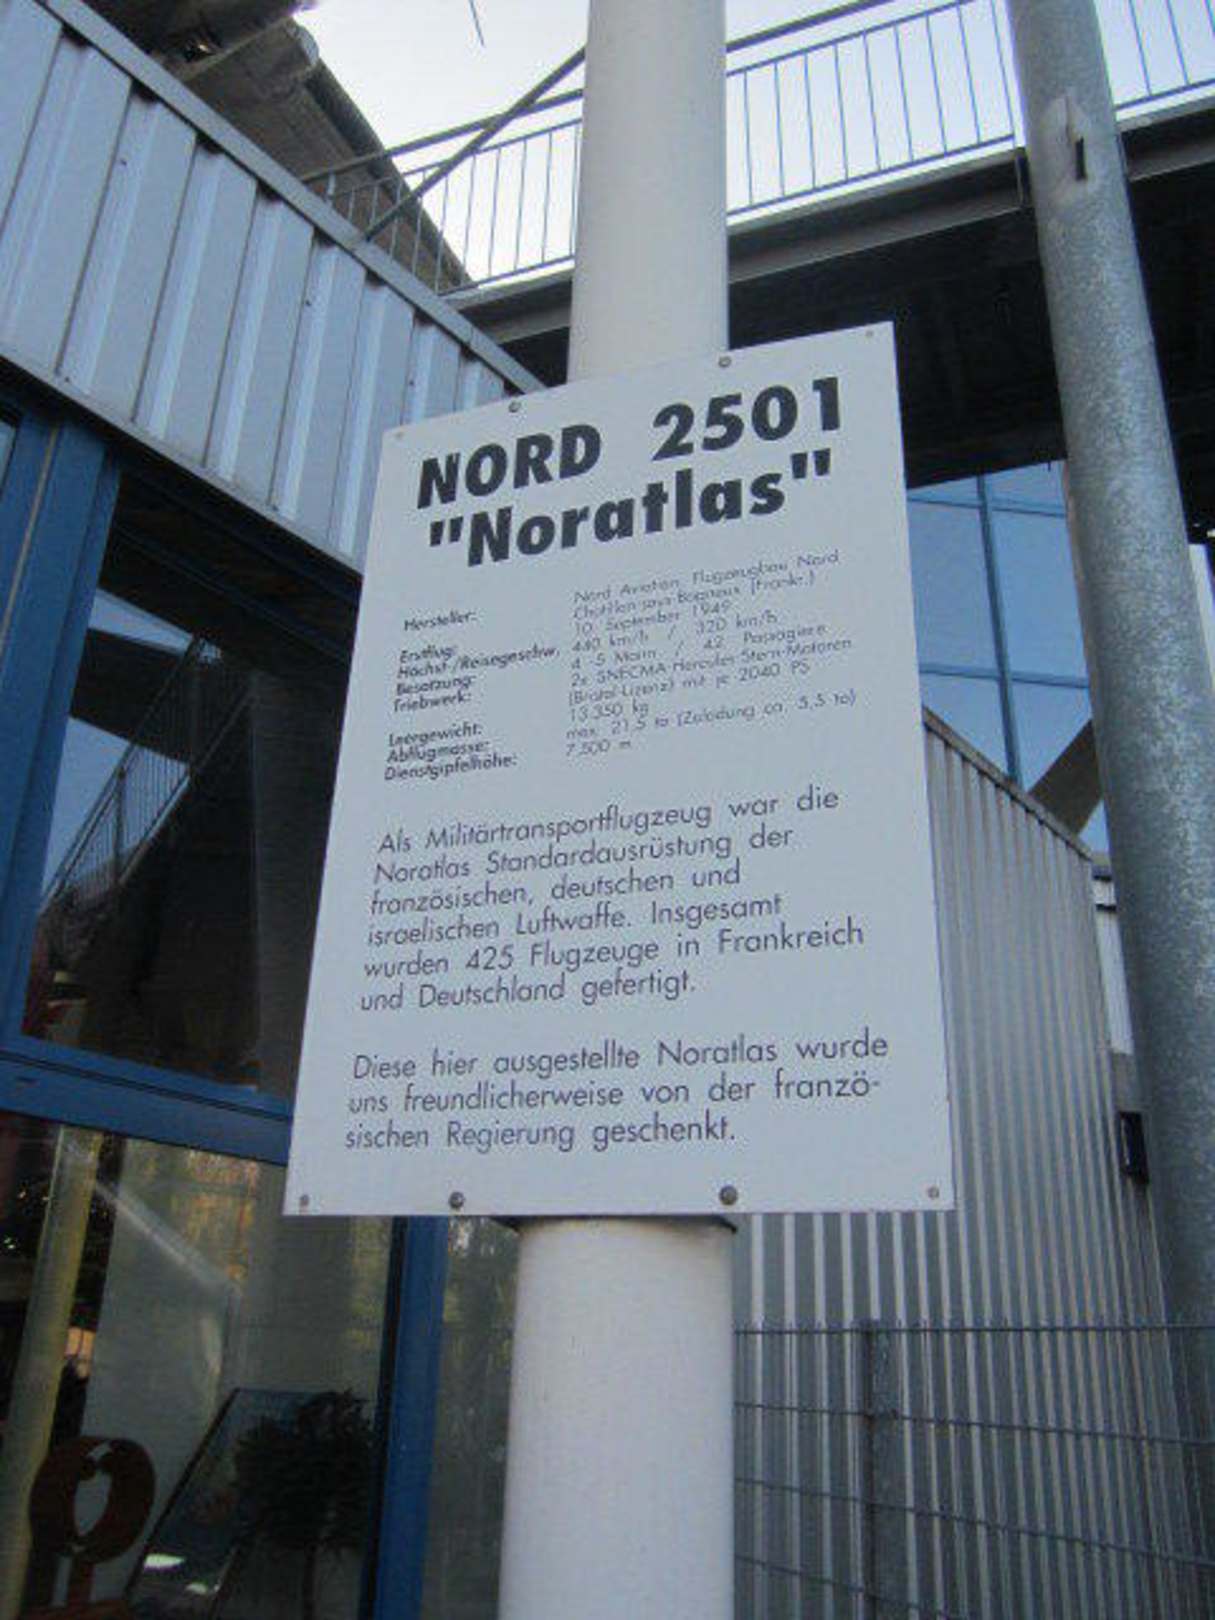 NORD 2501
"Noratlas"
Hersteller: Nord Aviation, Flugzeugbau Nord
Chatillon-sous-Bagneux (Frankr.)
Erstflug: 10. September 1949
Höchst-/Reisegeschw. 440 km/h / 320 km/h
Besatzung: 4 -5 Mann / 42 Passagiere
Triebwerk: 2x SNECMA-Hercules-Stern-Motoren
(Bristol-Lizenz) mit je 2040 PS
Leergewicht: 13.350 kg
Abflugmasse: max. 21,5 to (Zuladung ca. 5,5 to)
Dienstgipfelhöhe: 7.500 m
Als Militärtransportflugzeug war die
Noratlas Standardausrüstung der
französischen, deutschen und
israelischen Luftwaffe. Insgesamt
wurden 425 Flugzeuge in Frankreich
und Deutschland gefertigt.
Diese hier ausgestellte Noratlas wurde
uns freundlicherweise von der franzö-
sischen Regierung geschenkt.